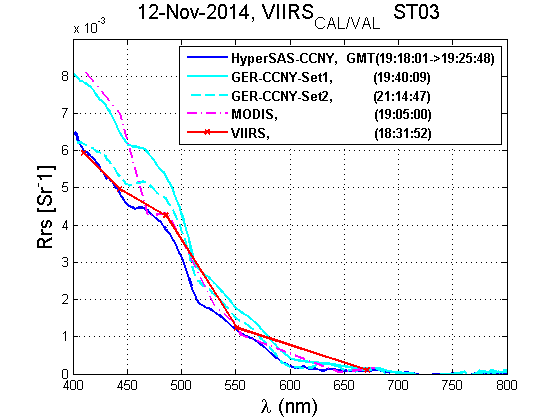 12-Nov-2014, VIIRS CAL/VAL ST03
x 10^-3
HyperSAS-CCNY, GMT(19:18:01->19:25:48)
GER-CCNY-Set1, (19:40:09)
GER-CCNY-Set2, (21:14:47)
MODIS, (19:05:00)
VIIRS, (18:31:52)
9
8
7
6
5
4
3
2
1
0
Rrs [Sr^-1]
400 450 500 550 600 650 700 750 800
λ (nm)